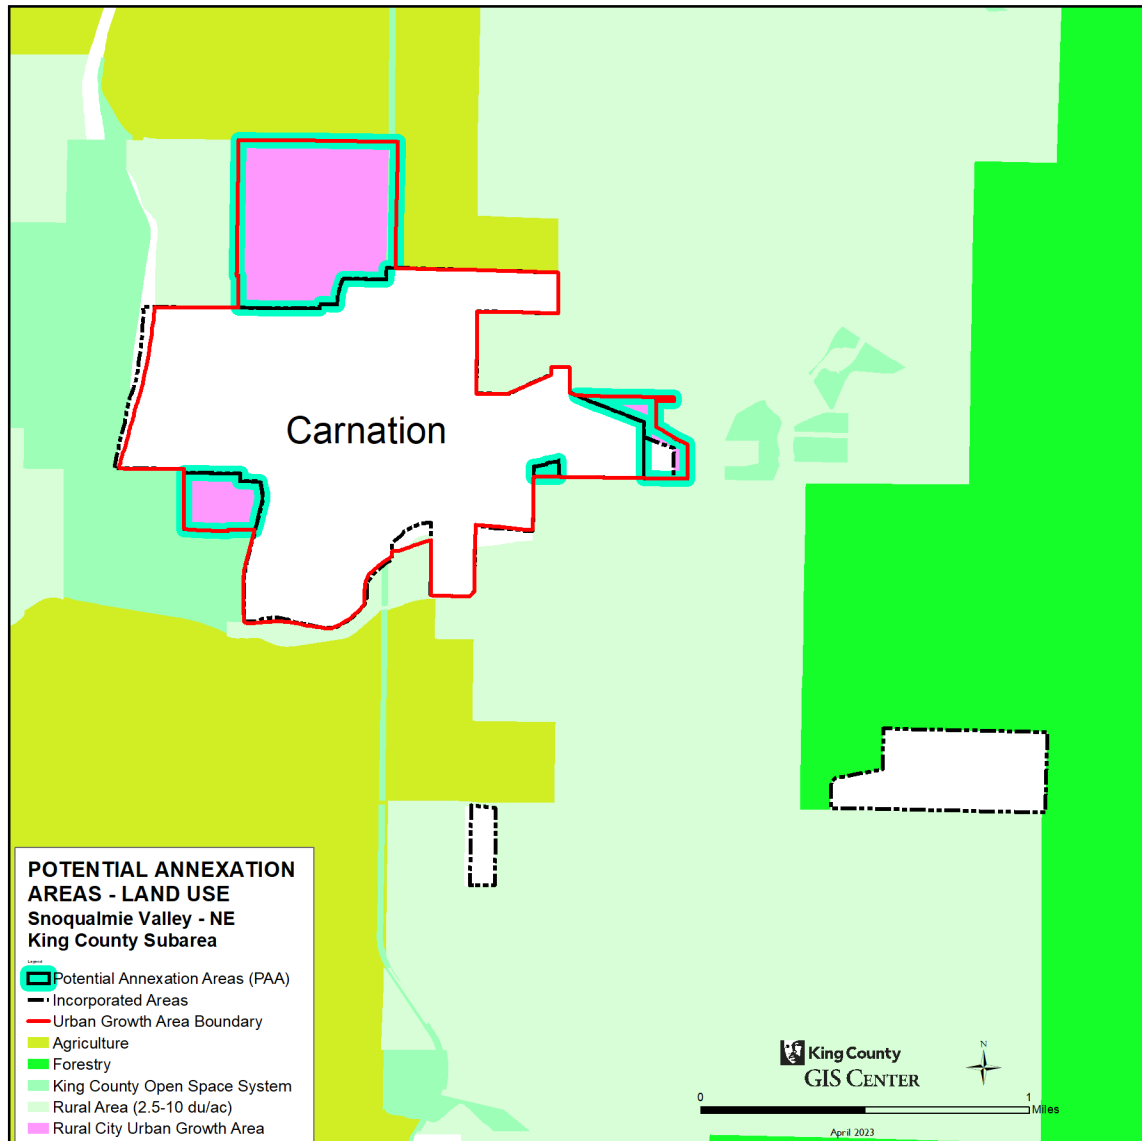 Carnation
POTENTIAL ANNEXATION
AREAS - LAND USE
Snoqualmie Valley - NE
King County Subarea
Legend
Potential Annexation Areas (PAA)
Incorporated Areas
Urban Growth Area Boundary
Agriculture
Forestry
King County Open Space System
Rural Area (2.5-10 du/ac)
Rural City Urban Growth Area
King County
GIS CENTER
N
0 1
Miles
April 2023